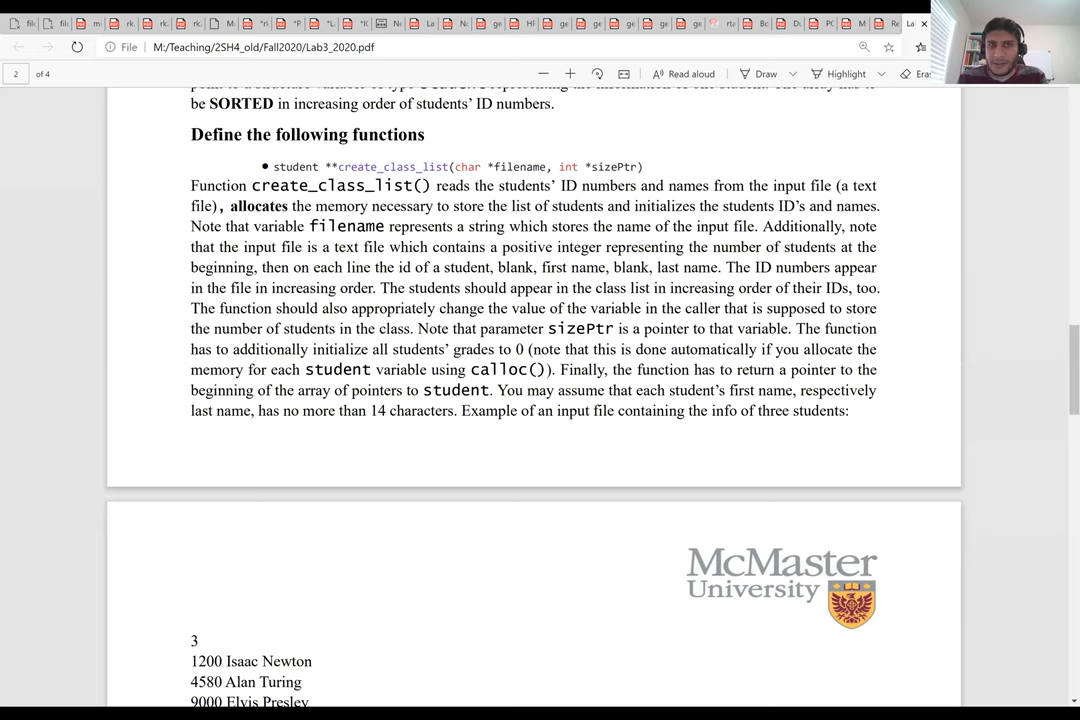 File
M:/Teaching/2SH4_old/Fall2020/Lab3_2020.pdf
2 of 4
Read aloud
Draw
Highlight
be SORTED in increasing order of students' ID numbers.
Define the following functions
• student **create_class_list(char *filename, int *sizePtr)
Function create_class_list() reads the students' ID numbers and names from the input file (a text
file), allocates the memory necessary to store the list of students and initializes the students ID's and names.
Note that variable filename represents a string which stores the name of the input file. Additionally, note
that the input file is a text file which contains a positive integer representing the number of students at the
beginning, then on each line the id of a student, blank, first name, blank, last name. The ID numbers appear
in the file in increasing order. The students should appear in the class list in increasing order of their IDs, too.
The function should also appropriately change the value of the variable in the caller that is supposed to store
the number of students in the class. Note that parameter sizePtr is a pointer to that variable. The function
has to additionally initialize all students' grades to 0 (note that this is done automatically if you allocate the
memory for each student variable using calloc()). Finally, the function has to return a pointer to the
beginning of the array of pointers to student. You may assume that each student's first name, respectively
last name, has no more than 14 characters. Example of an input file containing the info of three students:
McMaster
University
3
1200 Isaac Newton
4580 Alan Turing
9000 Elvis Presley